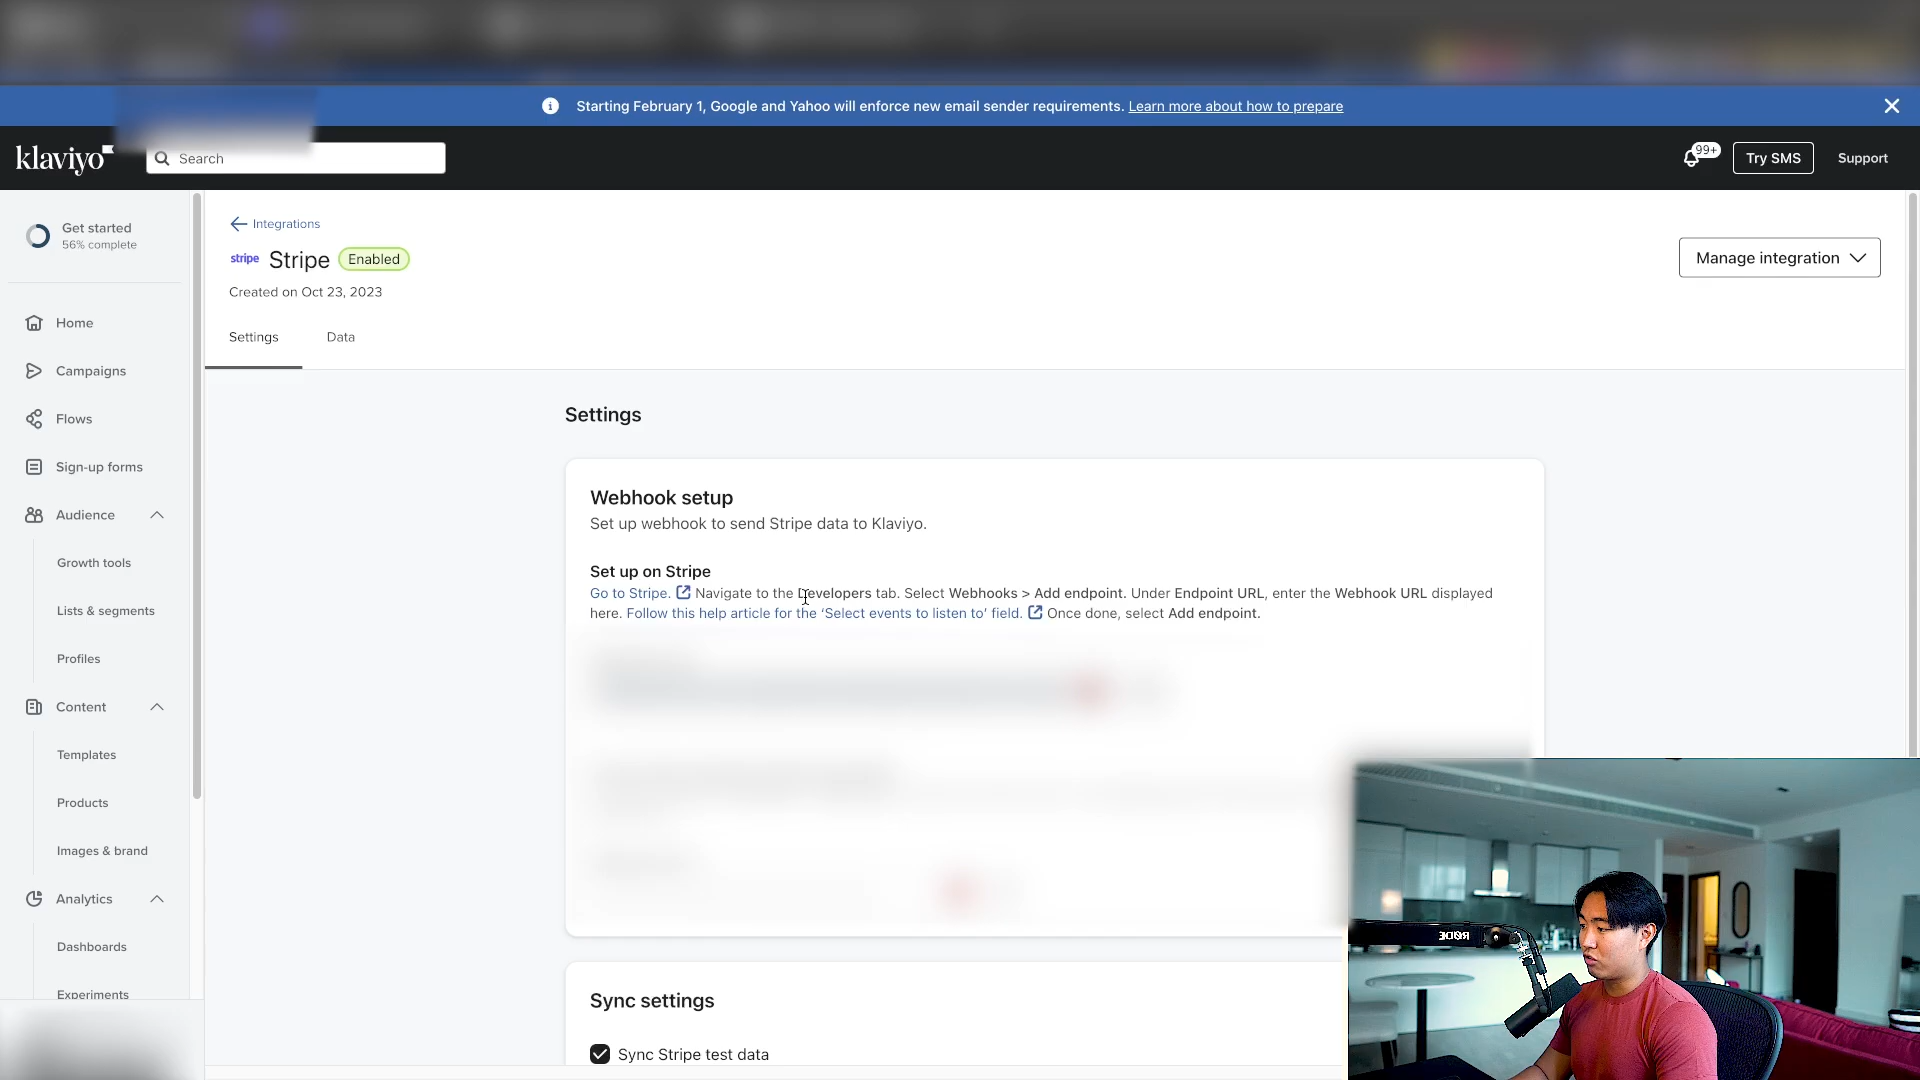 Starting February 1, Google and Yahoo will enforce new email sender requirements. Learn more about how to prepare
klaviyo
Search
99+
Try SMS
Support
Get started
56% complete
Home
Campaigns
Flows
Sign-up forms
Audience
Growth tools
Lists & segments
Profiles
Content
Templates
Products
Images & brand
Analytics
Dashboards
Experiments
Integrations
stripe Stripe Enabled
Created on Oct 23, 2023
Manage integration
Settings Data
Settings
Webhook setup
Set up webhook to send Stripe data to Klaviyo.
Set up on Stripe
Go to Stripe. Navigate to the Developers tab. Select Webhooks > Add endpoint. Under Endpoint URL, enter the Webhook URL displayed
here. Follow this help article for the ‘Select events to listen to’ field. Once done, select Add endpoint.
Sync settings
Sync Stripe test data
RØDE